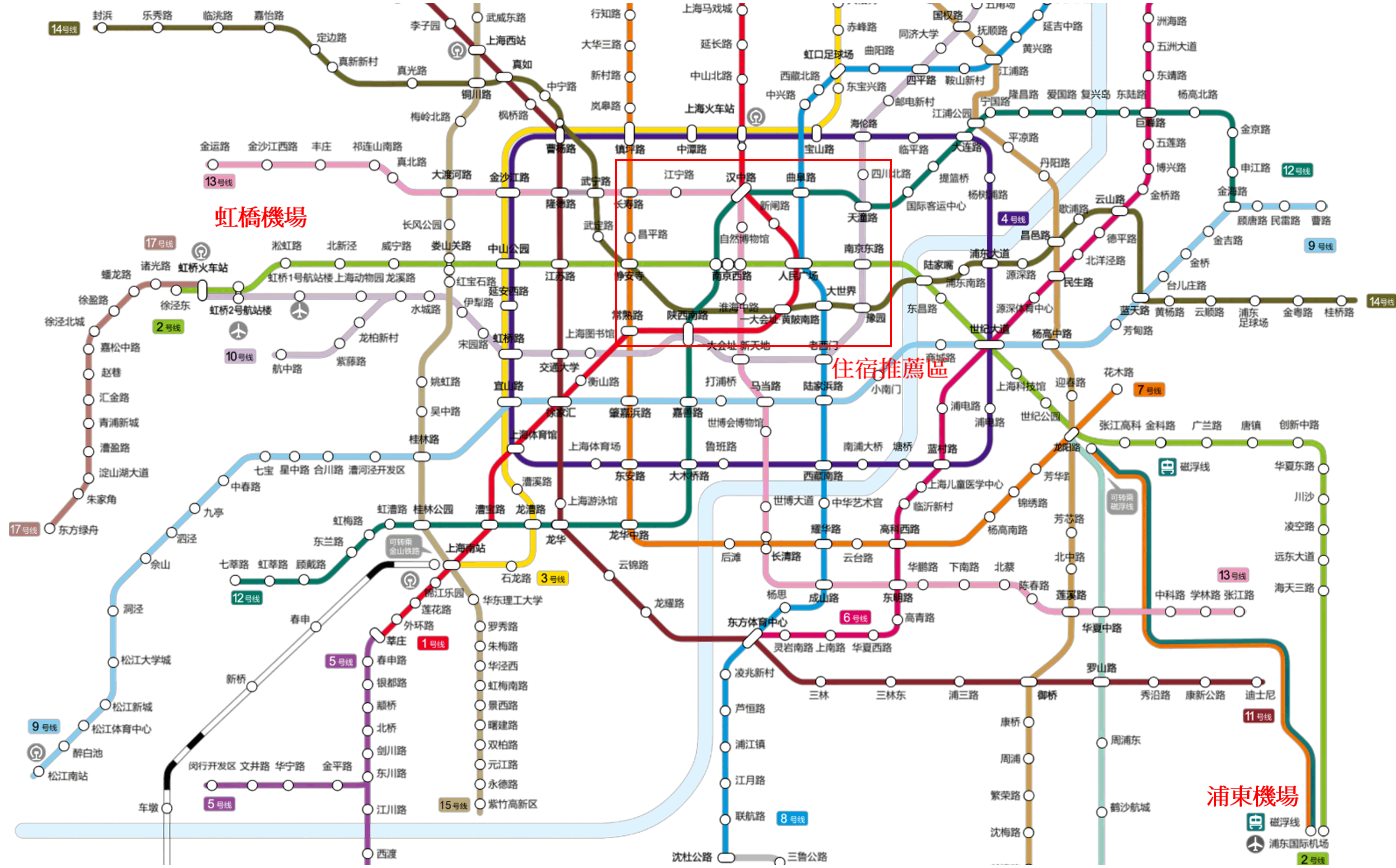 封浜
乐秀路
临洮路
嘉怡路
14号线
定边路
真新新村
真光路
铜川路
李子园
武威东路
上海西站
真如
中宁路
枫桥路
梅岭北路
行知路
大华三路
新村路
岚皋路
镇坪路
上海马戏城
延长路
中山北路
上海火车站
中潭路
赤峰路
虹口足球场
曲阳路
西藏北路
中兴路
东宝兴路
宝山路
同济大学
四平路
鞍山新村
邮电新村
海伦路
国权路
五角场
抚顺路
延吉中路
黄兴路
江浦路
江浦公园
宁国路
隆昌路
爱国路
复兴岛
东陆路
巨峰路
杨高北路
洲海路
五洲大道
东靖路
五莲路
博兴路
金桥路
金京路
申江路
金海路
12号线
顾唐路
民雷路
曹路
9号线
金吉路
金桥
台儿庄路
蓝天路
黄杨路
云顺路
浦东足球场
金粤路
桂桥路
14号线
芳甸路
临平路
大连路
平凉路
丹阳路
杨树浦路
提篮桥
国际客运中心
四川北路
天潼路
4号线
歇浦路
云山路
昌邑路
德平路
北洋泾路
民生路
源深路
浦东大道
陆家嘴
浦东南路
东昌路
源深体育中心
世纪大道
杨高中路
商城路
小南门
金运路
金沙江西路
丰庄
祁连山南路
真北路
13号线
大渡河路
金沙江路
曹杨路
隆德路
武宁路
长寿路
江宁路
汉中路
曲阜路
新闸路
武定路
昌平路
自然博物馆
南京东路
长风公园
娄山关路
中山公园
江苏路
静安寺
南京西路
人民广场
大世界
虹橋機場
17号线
虹桥火车站
诸光路
蟠龙路
徐盈路
徐泾北城
嘉松中路
赵巷
汇金路
青浦新城
漕盈路
淀山湖大道
朱家角
东方绿舟
17号线
徐泾东
2号线
虹桥2号航站楼
淞虹路
北新泾
威宁路
虹桥1号航站楼
上海动物园
龙溪路
水城路
10号线
航中路
紫藤路
龙柏新村
红宝石路
伊犁路
宋园路
延安西路
虹桥路
交通大学
上海图书馆
常熟路
陕西南路
淮海中路
一大会址·黄陂南路
一大会址·新天地
老西门
豫园
住宿推薦區
姚虹路
吴中路
桂林路
宜山路
徐家汇
衡山路
肇嘉浜路
嘉善路
打浦桥
马当路
陆家浜路
世博会博物馆
上海体育馆
上海体育场
东安路
大木桥路
鲁班路
西藏南路
南浦大桥
塘桥
蓝村路
浦电路
浦电路
上海科技馆
世纪公园
迎春路
花木路
7号线
龙阳路
张江高科
金科路
广兰路
唐镇
创新中路
华夏东路
川沙
凌空路
远东大道
海天三路
磁浮线
可转乘磁浮线
芳华路
锦绣路
杨高南路
芳芯路
北中路
莲溪路
上海儿童医学中心
临沂新村
高科西路
漕溪路
上海游泳馆
龙漕路
漕宝路
桂林公园
虹漕路
虹梅路
东兰路
顾戴路
虹莘路
七莘路
12号线
七宝
星中路
合川路
漕河泾开发区
中春路
九亭
泗泾
佘山
洞泾
松江大学城
松江新城
松江体育中心
醉白池
松江南站
9号线
龙华
龙华中路
可转乘金山铁路
上海南站
石龙路
3号线
云锦路
龙耀路
后滩
世博大道
长清路
中华艺术宫
耀华路
云台路
成山路
杨思
东方体育中心
6号线
东明路
高青路
华鹏路
下南路
北蔡
陈春路
华夏中路
中科路
学林路
张江路
13号线
灵岩南路
上南路
华夏西路
锦江乐园
莲花路
外环路
莘庄
1号线
5号线
春申路
银都路
颛桥
北桥
剑川路
东川路
江川路
西渡
闵行开发区
文井路
华宁路
金平路
5号线
春申
新桥
车墩
华东理工大学
罗秀路
朱梅路
华泾西
虹梅南路
景西路
曙建路
双柏路
元江路
永德路
紫竹高新区
15号线
凌兆新村
芦恒路
浦江镇
江月路
联航路
沈杜公路
三鲁公路
8号线
三林
三林东
浦三路
御桥
罗山路
秀沿路
康新公路
迪士尼
11号线
康桥
周浦
繁荣路
沈梅路
周浦东
鹤沙航城
浦東機場
磁浮线
浦东国际机场
2号线